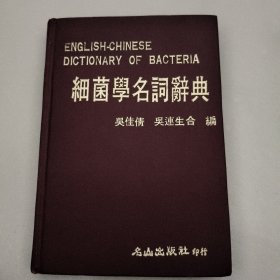 ENGLISH-CHINESE
DICTIONARY OF BACTERIA
細菌學名詞辭典
吳佳倩 吳連生合 編
名山出版社 印行